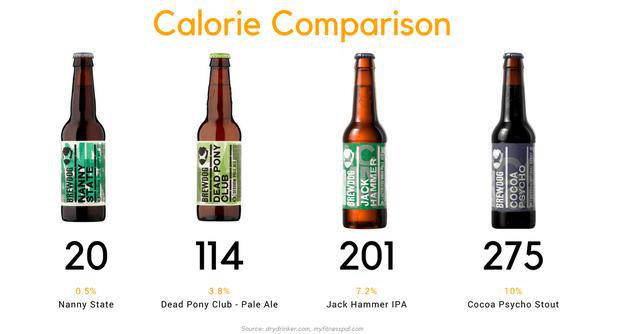 Calorie Comparison
BREWDOG
NANNY
STATE
BREWDOG
DEAD PONY
CLUB
BREWDOG
JACK
HAMMER
BREWDOG
COCOA
PSYCHO
20
114
201
275
0.5%
3.8%
7.2%
10%
Nanny State
Dead Pony Club - Pale Ale
Jack Hammer IPA
Cocoa Psycho Stout
Source: drydrinker.com, myfitnesspal.com